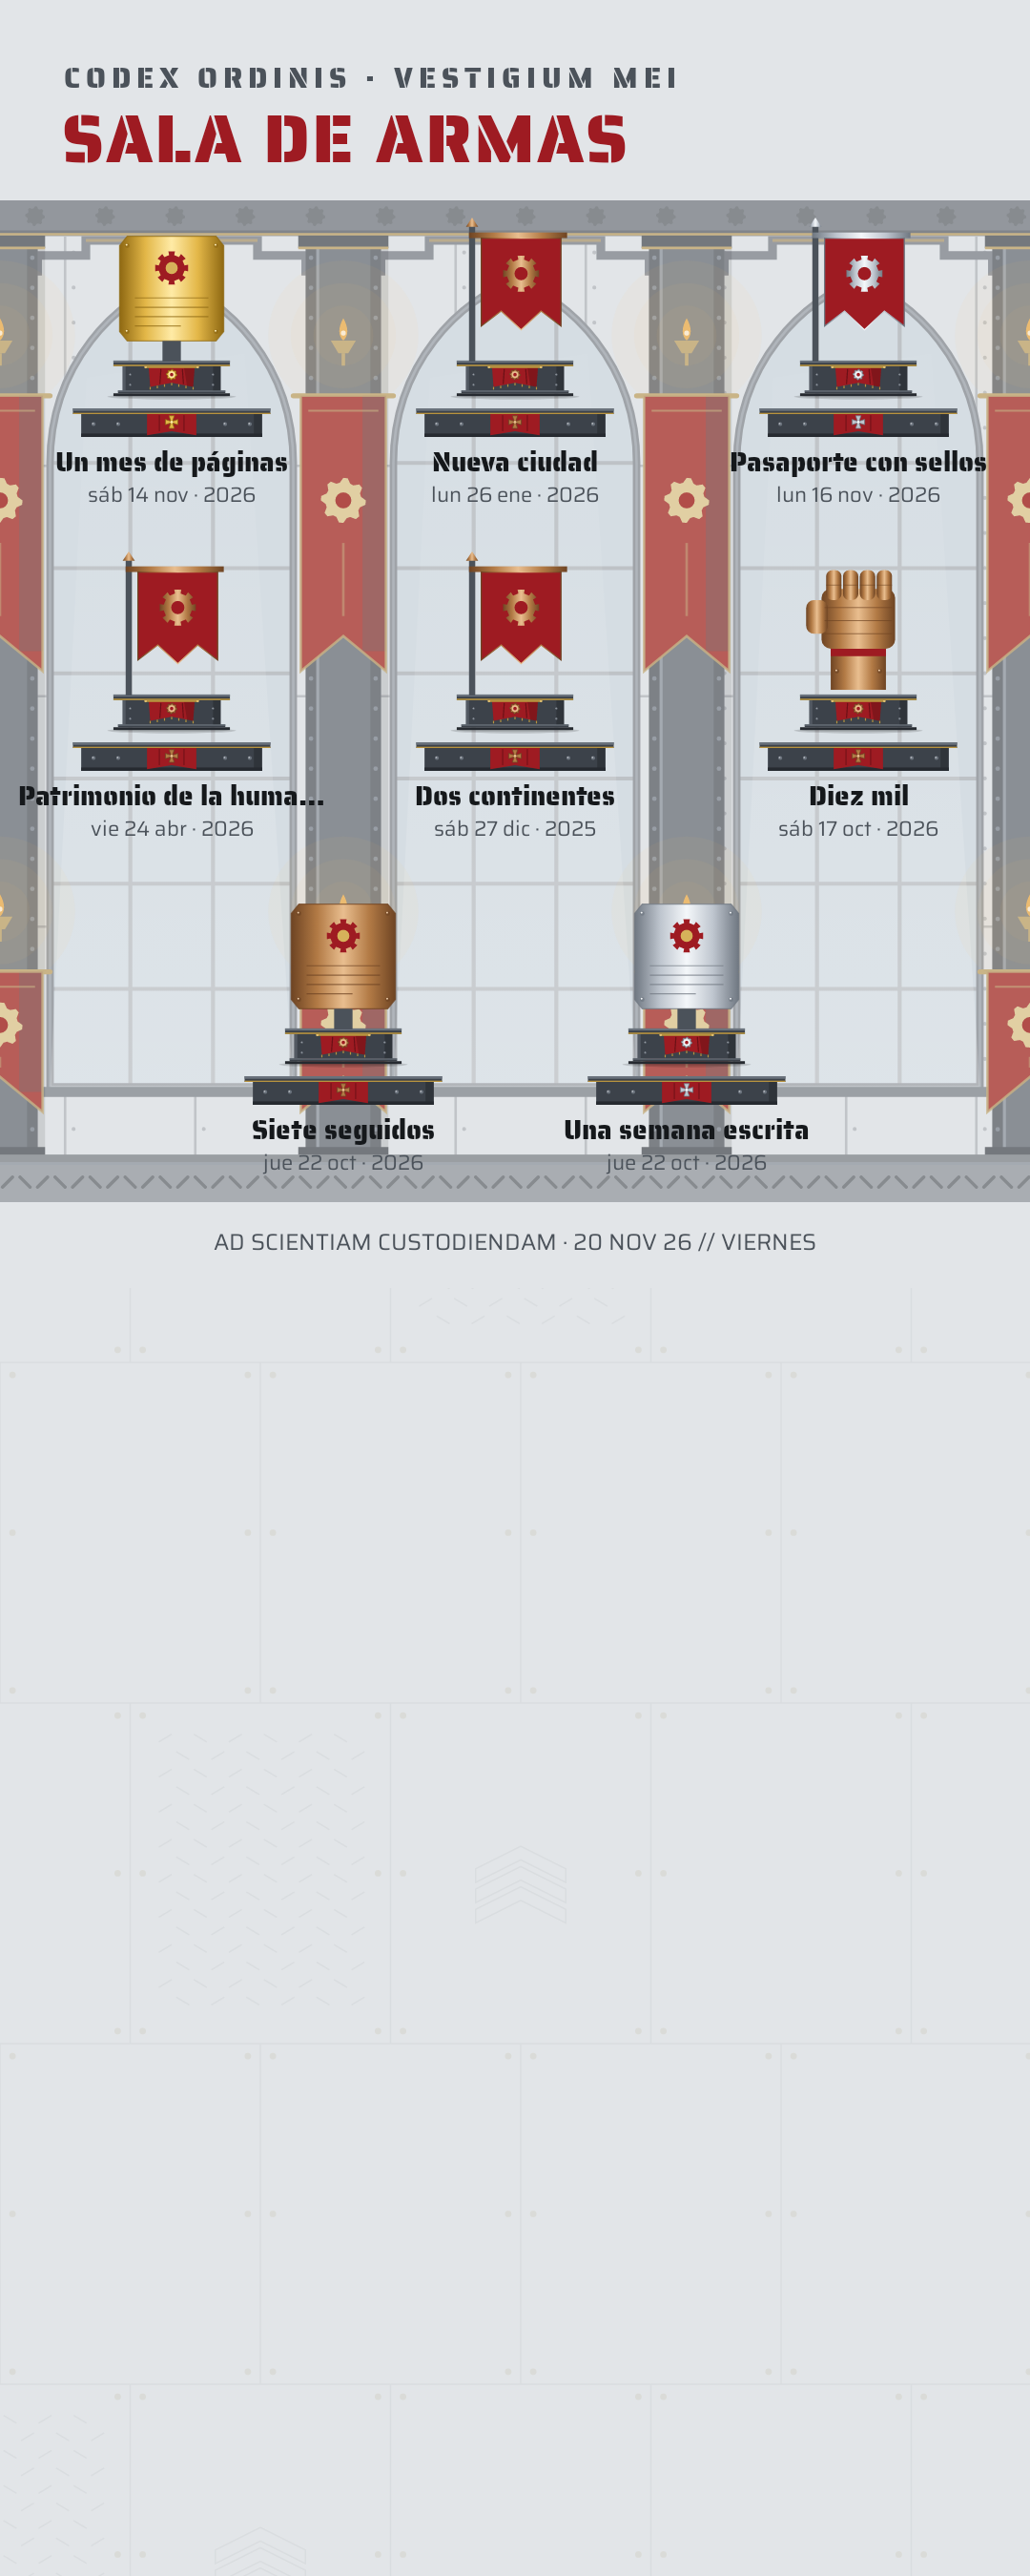 CODEX ORDINIS · VESTIGIUM MEI
SALA DE ARMAS
Un mes de páginas
sáb 14 nov · 2026
Nueva ciudad
lun 26 ene · 2026
Pasaporte con sellos
lun 16 nov · 2026
Patrimonio de la huma...
vie 24 abr · 2026
Dos continentes
sáb 27 dic · 2025
Diez mil
sáb 17 oct · 2026
Siete seguidos
jue 22 oct · 2026
Una semana escrita
jue 22 oct · 2026
AD SCIENTIAM CUSTODIENDAM · 20 NOV 26 // VIERNES